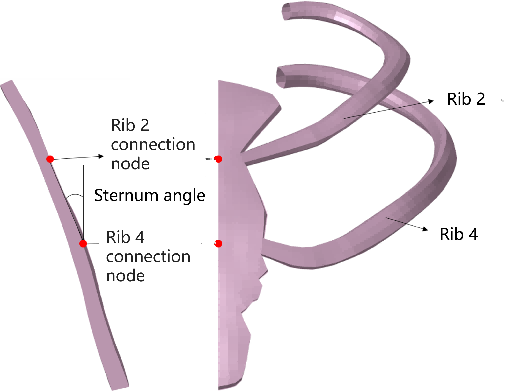 Rib 2
connection
node
Sternum angle
Rib 4
connection
node
Rib 2
Rib 4